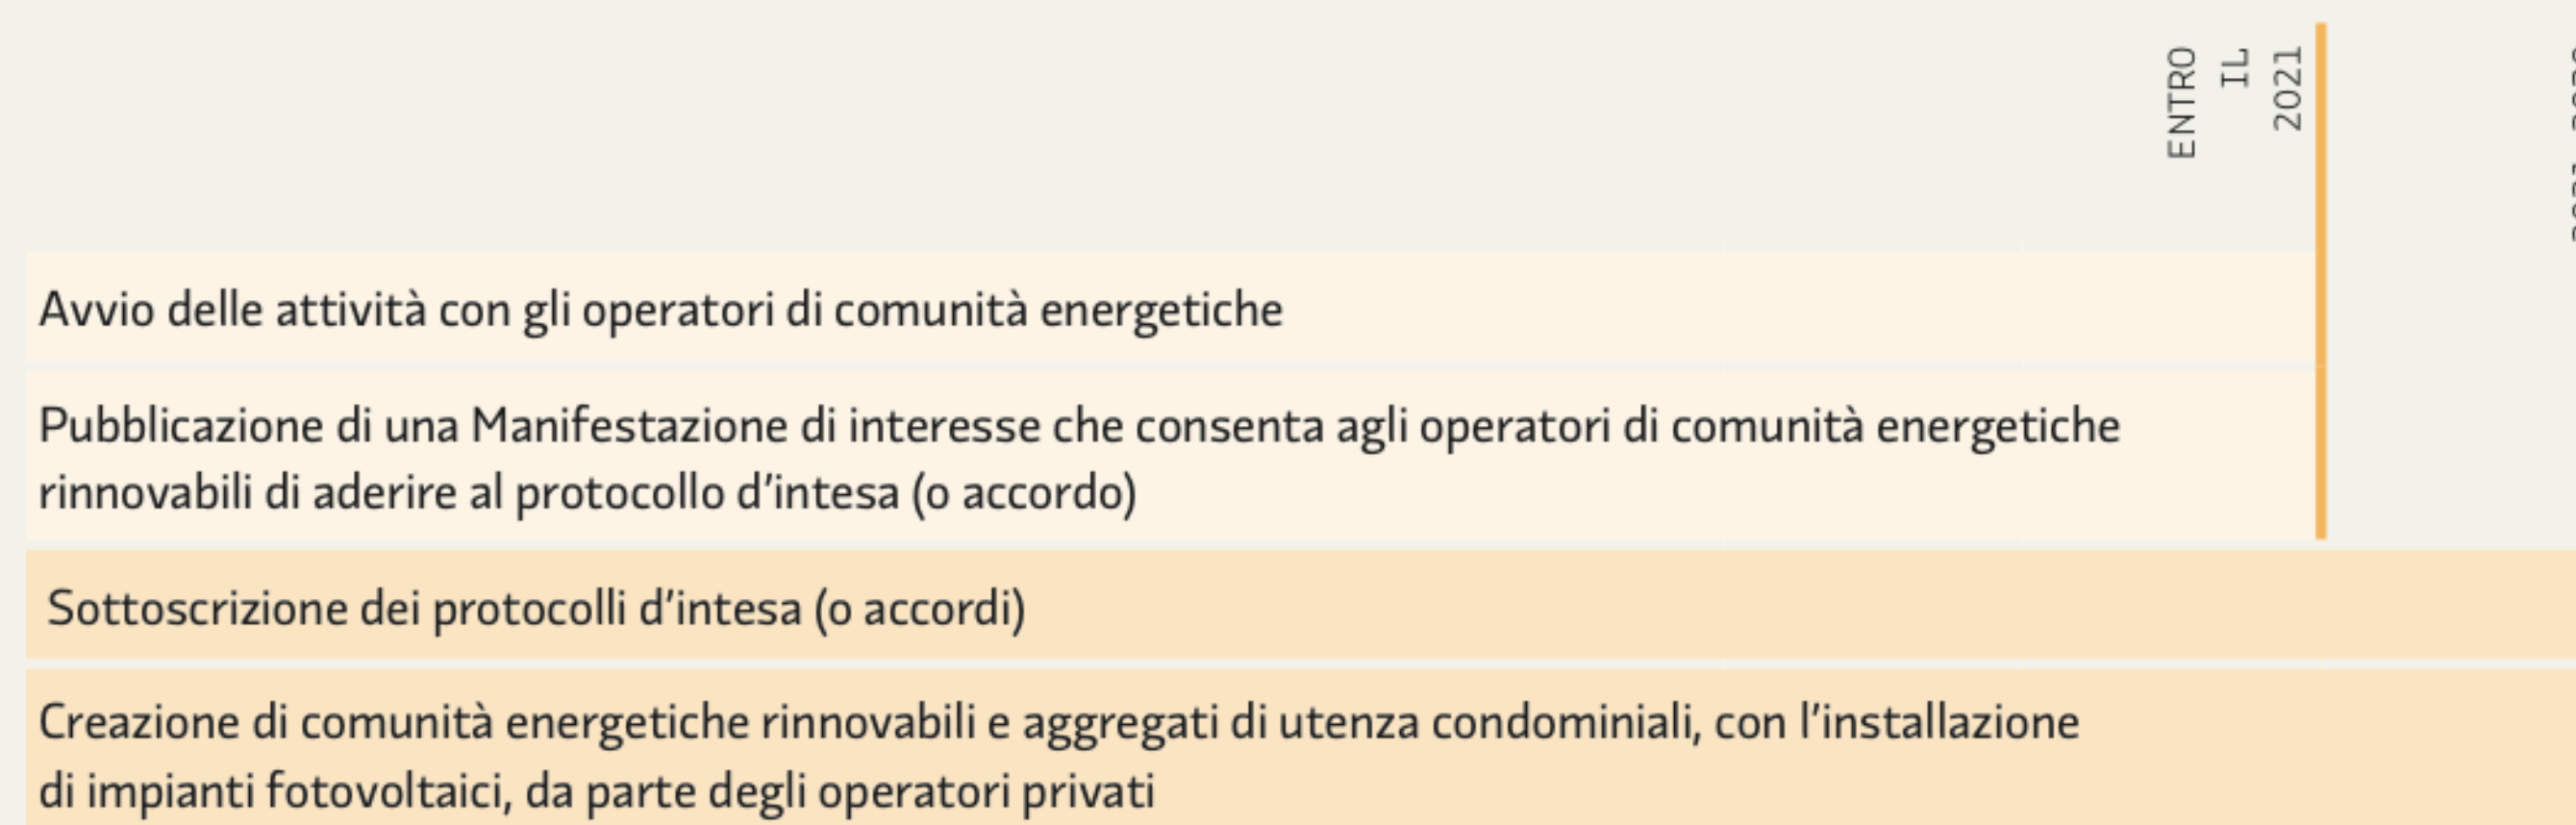 ENTRO
IL
2021
Avvio delle attività con gli operatori di comunità energetiche
Pubblicazione di una Manifestazione di interesse che consenta agli operatori di comunità energetiche
rinnovabili di aderire al protocollo d'intesa (o accordo)
Sottoscrizione dei protocolli d'intesa (o accordi)
Creazione di comunità energetiche rinnovabili e aggregati di utenza condominiali, con l'installazione
di impianti fotovoltaici, da parte degli operatori privati